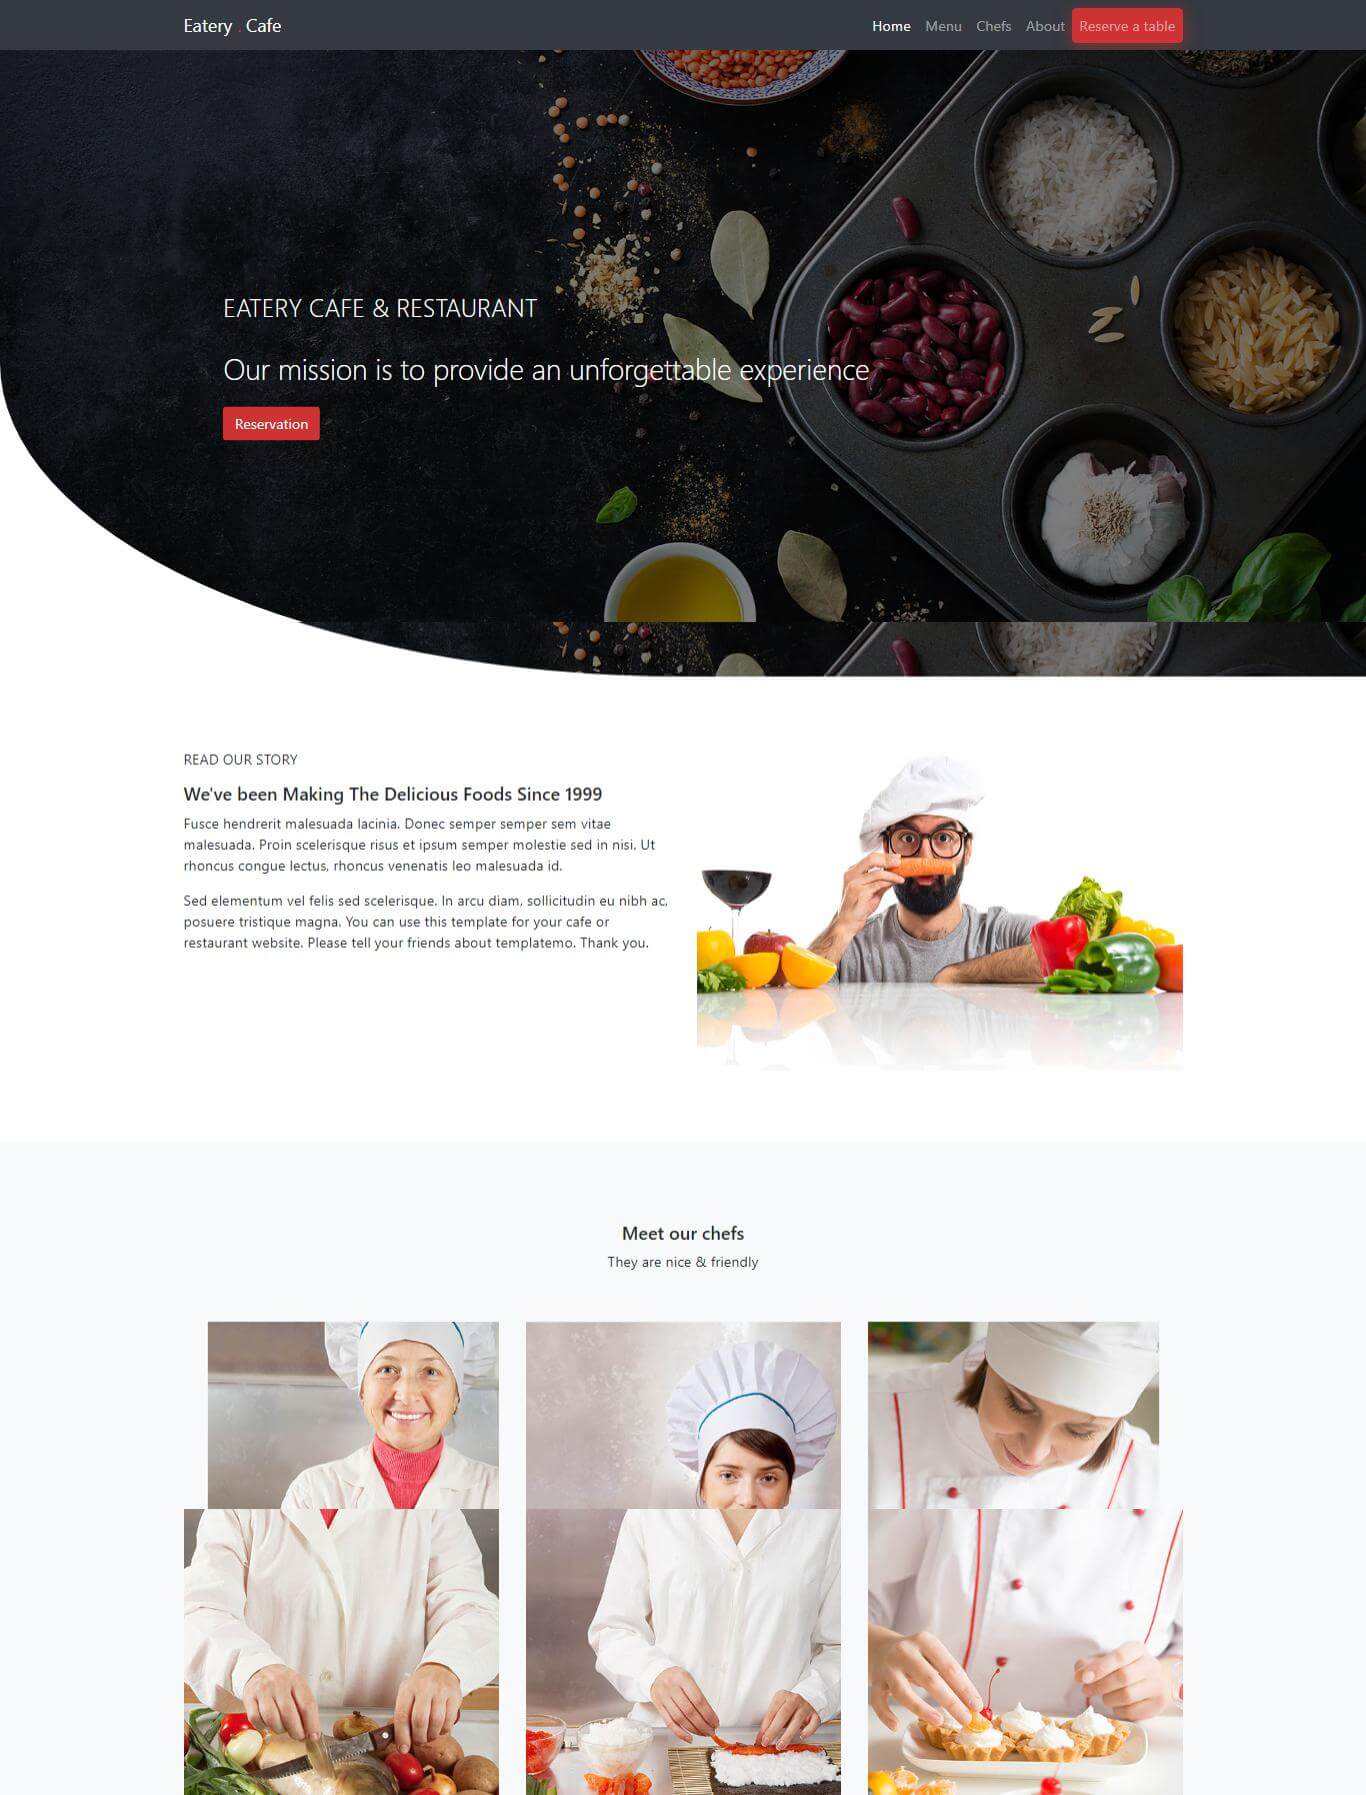 Eatery . Cafe
Home Menu Chefs About Reserve a table
EATERY CAFE & RESTAURANT
Our mission is to provide an unforgettable experience
Reservation
READ OUR STORY
We've been Making The Delicious Foods Since 1999
Fusce hendrerit malesuada lacinia. Donec semper semper sem vitae
malesuada. Proin scelerisque risus et ipsum semper molestie sed in nisi. Ut
rhoncus congue lectus, rhoncus venenatis leo malesuada id.
Sed elementum vel felis sed scelerisque. In arcu diam, sollicitudin eu nibh ac,
posuere tristique magna. You can use this template for your cafe or
restaurant website. Please tell your friends about templatemo. Thank you.
Meet our chefs
They are nice & friendly